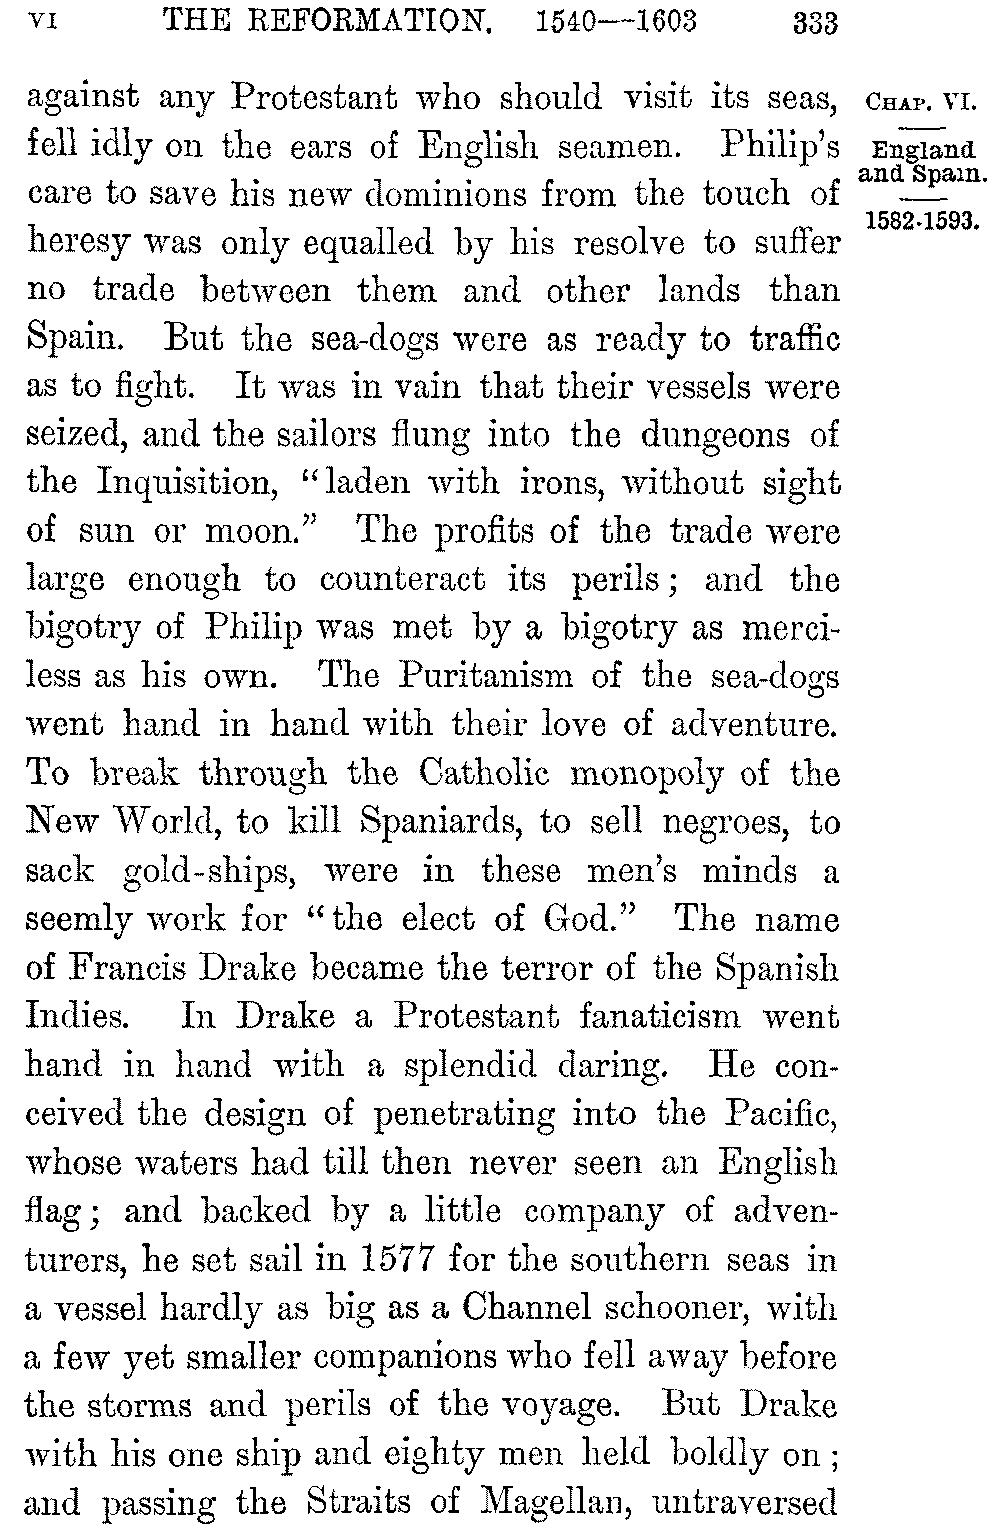 VI THE REFORMATION. 1540—1603 333
against any Protestant who should visit its seas,
fell idly on the ears of English seamen. Philip's
care to save his new dominions from the touch of
heresy was only equalled by his resolve to suffer
no trade between them and other lands than
Spain. But the sea-dogs were as ready to traffic
as to fight. It was in vain that their vessels were
seized, and the sailors flung into the dungeons of
the Inquisition, "laden with irons, without sight
of sun or moon." The profits of the trade were
large enough to counteract its perils; and the
bigotry of Philip was met by a bigotry as merci-
less as his own. The Puritanism of the sea-dogs
went hand in hand with their love of adventure.
To break through the Catholic monopoly of the
New World, to kill Spaniards, to sell negroes, to
sack gold-ships, were in these men's minds a
seemly work for "the elect of God." The name
of Francis Drake became the terror of the Spanish
Indies. In Drake a Protestant fanaticism went
hand in hand with a splendid daring. He con-
ceived the design of penetrating into the Pacific,
whose waters had till then never seen an English
flag; and backed by a little company of adven-
turers, he set sail in 1577 for the southern seas in
a vessel hardly as big as a Channel schooner, with
a few yet smaller companions who fell away before
the storms and perils of the voyage. But Drake
with his one ship and eighty men held boldly on;
and passing the Straits of Magellan, untraversed
CHAP. VI.
England
and Spain.
1582-1593.